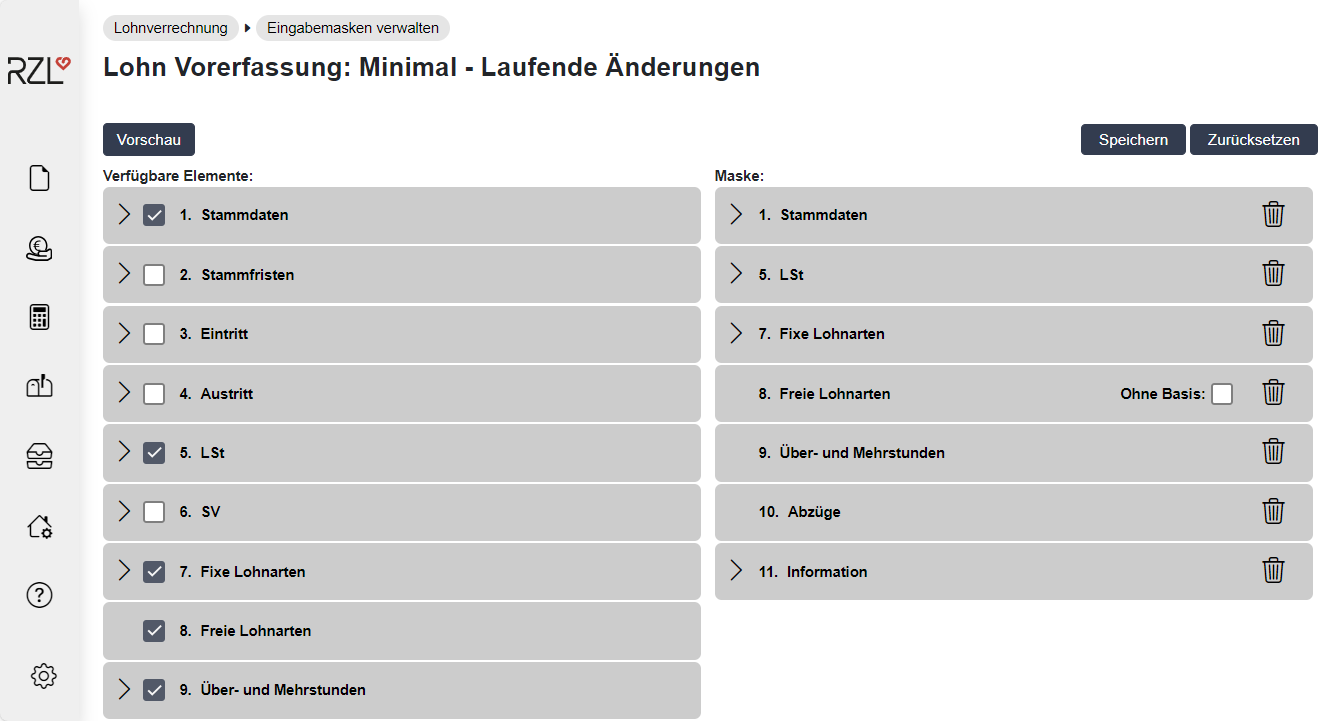 Lohnverrechnung
Eingabemasken verwalten
RZL
Lohn Vorerfassung: Minimal - Laufende Änderungen
Vorschau
Speichern
Zurücksetzen
Verfügbare Elemente:
1. Stammdaten
2. Stammfristen
3. Eintritt
4. Austritt
5. LSt
6. SV
7. Fixe Lohnarten
8. Freie Lohnarten
9. Über- und Mehrstunden
Maske:
1. Stammdaten
5. LSt
7. Fixe Lohnarten
8. Freie Lohnarten Ohne Basis:
9. Über- und Mehrstunden
10. Abzüge
11. Information